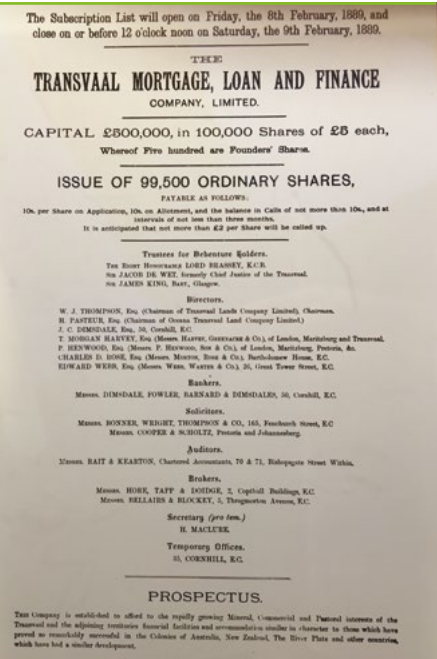 The Subscription List will open on Friday, the 8th February, 1889, and
close on or before 12 o'clock noon on Saturday, the 9th February, 1889.
THE
TRANSVAAL MORTGAGE, LOAN AND FINANCE
COMPANY, LIMITED.
CAPITAL £500,000, in 100,000 Shares of £5 each,
Whereof Five hundred are Founders' Shares.
ISSUE OF 99,500 ORDINARY SHARES,
PAYABLE AS FOLLOWS:
10s. per Share on Application, 10s. on Allotment, and the balance in Calls of not more than 10s., and at
intervals of not less than three months.
It is anticipated that not more than £2 per Share will be called up.
Trustees for Debenture Holders.
THE RIGHT HONOURABLE LORD BRASSEY, K.C.B.
SIR JACOB DE WET, formerly Chief Justice of the Transvaal.
SIR JAMES KING, BART, Glasgow.
Directors.
W. J. THOMPSON, Esq. (Chairman of Transvaal Lands Company Limited), Chairman.
H. PASTEUR, Esq. (Chairman of Oceana Transvaal Land Company Limited.)
J. C. DIMSDALE, Esq., 50, Cornhill, E.C.
T. MORGAN HARVEY, Esq. (Messrs. HARVEY, GREENACRE & Co.), of London, Maritzburg and Transvaal.
P. HENWOOD, Esq. (Messrs. P. HENWOOD, SON & Co.), of London, Maritzburg, Pretoria, &c.
CHARLES D. ROSE, Esq. (Messrs. MORTON, ROSE & Co.), Bartholomew House, E.C.
EDWARD WEBB, Esq. (Messrs. WEBB, & Co.), 26, Great Tower Street, E.C.
Bankers.
MESSRS. DIMSDALE, FOWLER, BARNARD & DIMSDALES, 50, Cornhill, E.C.
Solicitors.
MESSRS. BONNER, WRIGHT, THOMPSON & CO., 165, Fenchurch Street, E.C
MESSRS. COOPER & SCHOLTZ, Pretoria and Johannesberg.
Auditors.
MESSRS. & KEARTON, Chartered Accountants, 70 & 71, Bishopsgate Street Within.
Brokers.
MESSRS. HORE, TAPP & DOIDGE, 2, Copthall Buildings, E.C.
MESSRS. BELLAIRS & BLOCKEY, 5, Throgmorton Avenue, E.C.
Secretary (pro tem.)
H. MACLURE.
Temporary Offices.
35, CORNHILL, E.C.
PROSPECTUS.
THIS Company is established to afford to the rapidly growing Mineral, Commercial and Pastoral interests of the
Transvaal and the adjoining territories financial facilities and accommodation similar in character to those which have
proved so remarkably successful in the Colonies of Australia, New Zealand, The River Plate and other countries,
which have had a similar development.